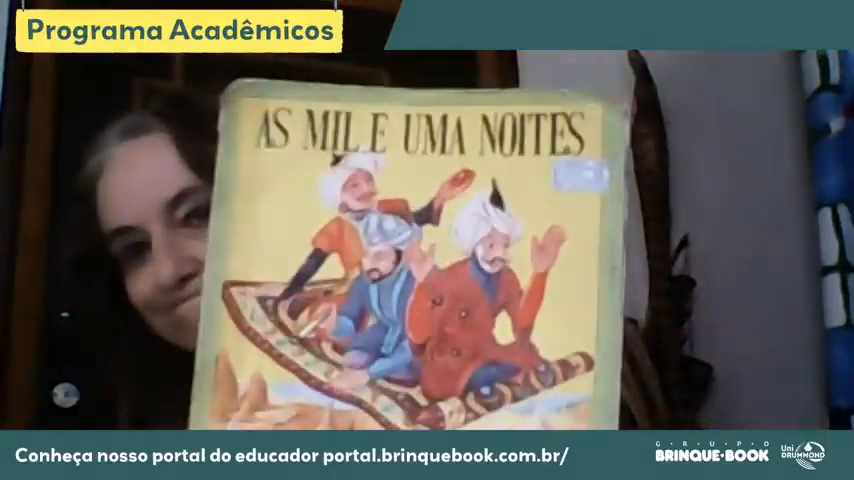 Programa Acadêmicos
AS MIL E UMA NOITES
Conheça nosso portal do educador portal.brinquebook.com.br/
GRUPO
BRINQUE-BOOK
Uni
DRUMMOND